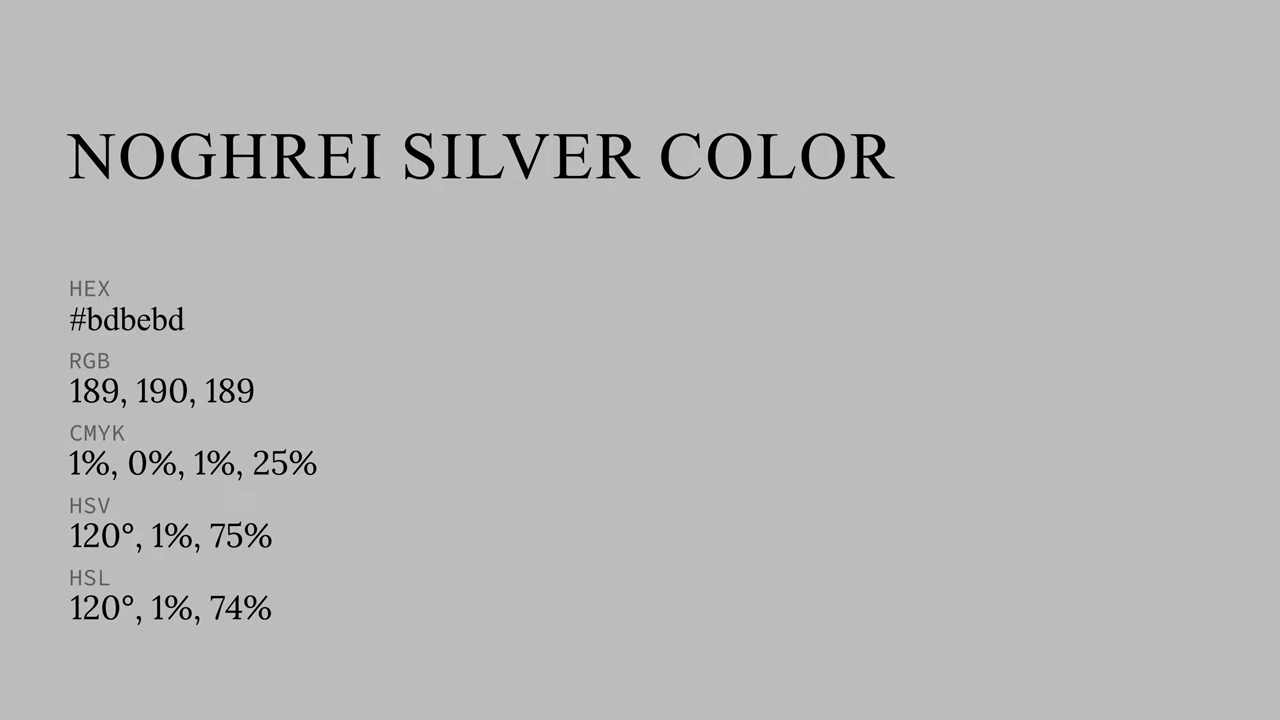 NOGHREI SILVER COLOR
HEX
#bdbebd
RGB
189, 190, 189
CMYK
1%, 0%, 1%, 25%
HSV
120°, 1%, 75%
HSL
120°, 1%, 74%